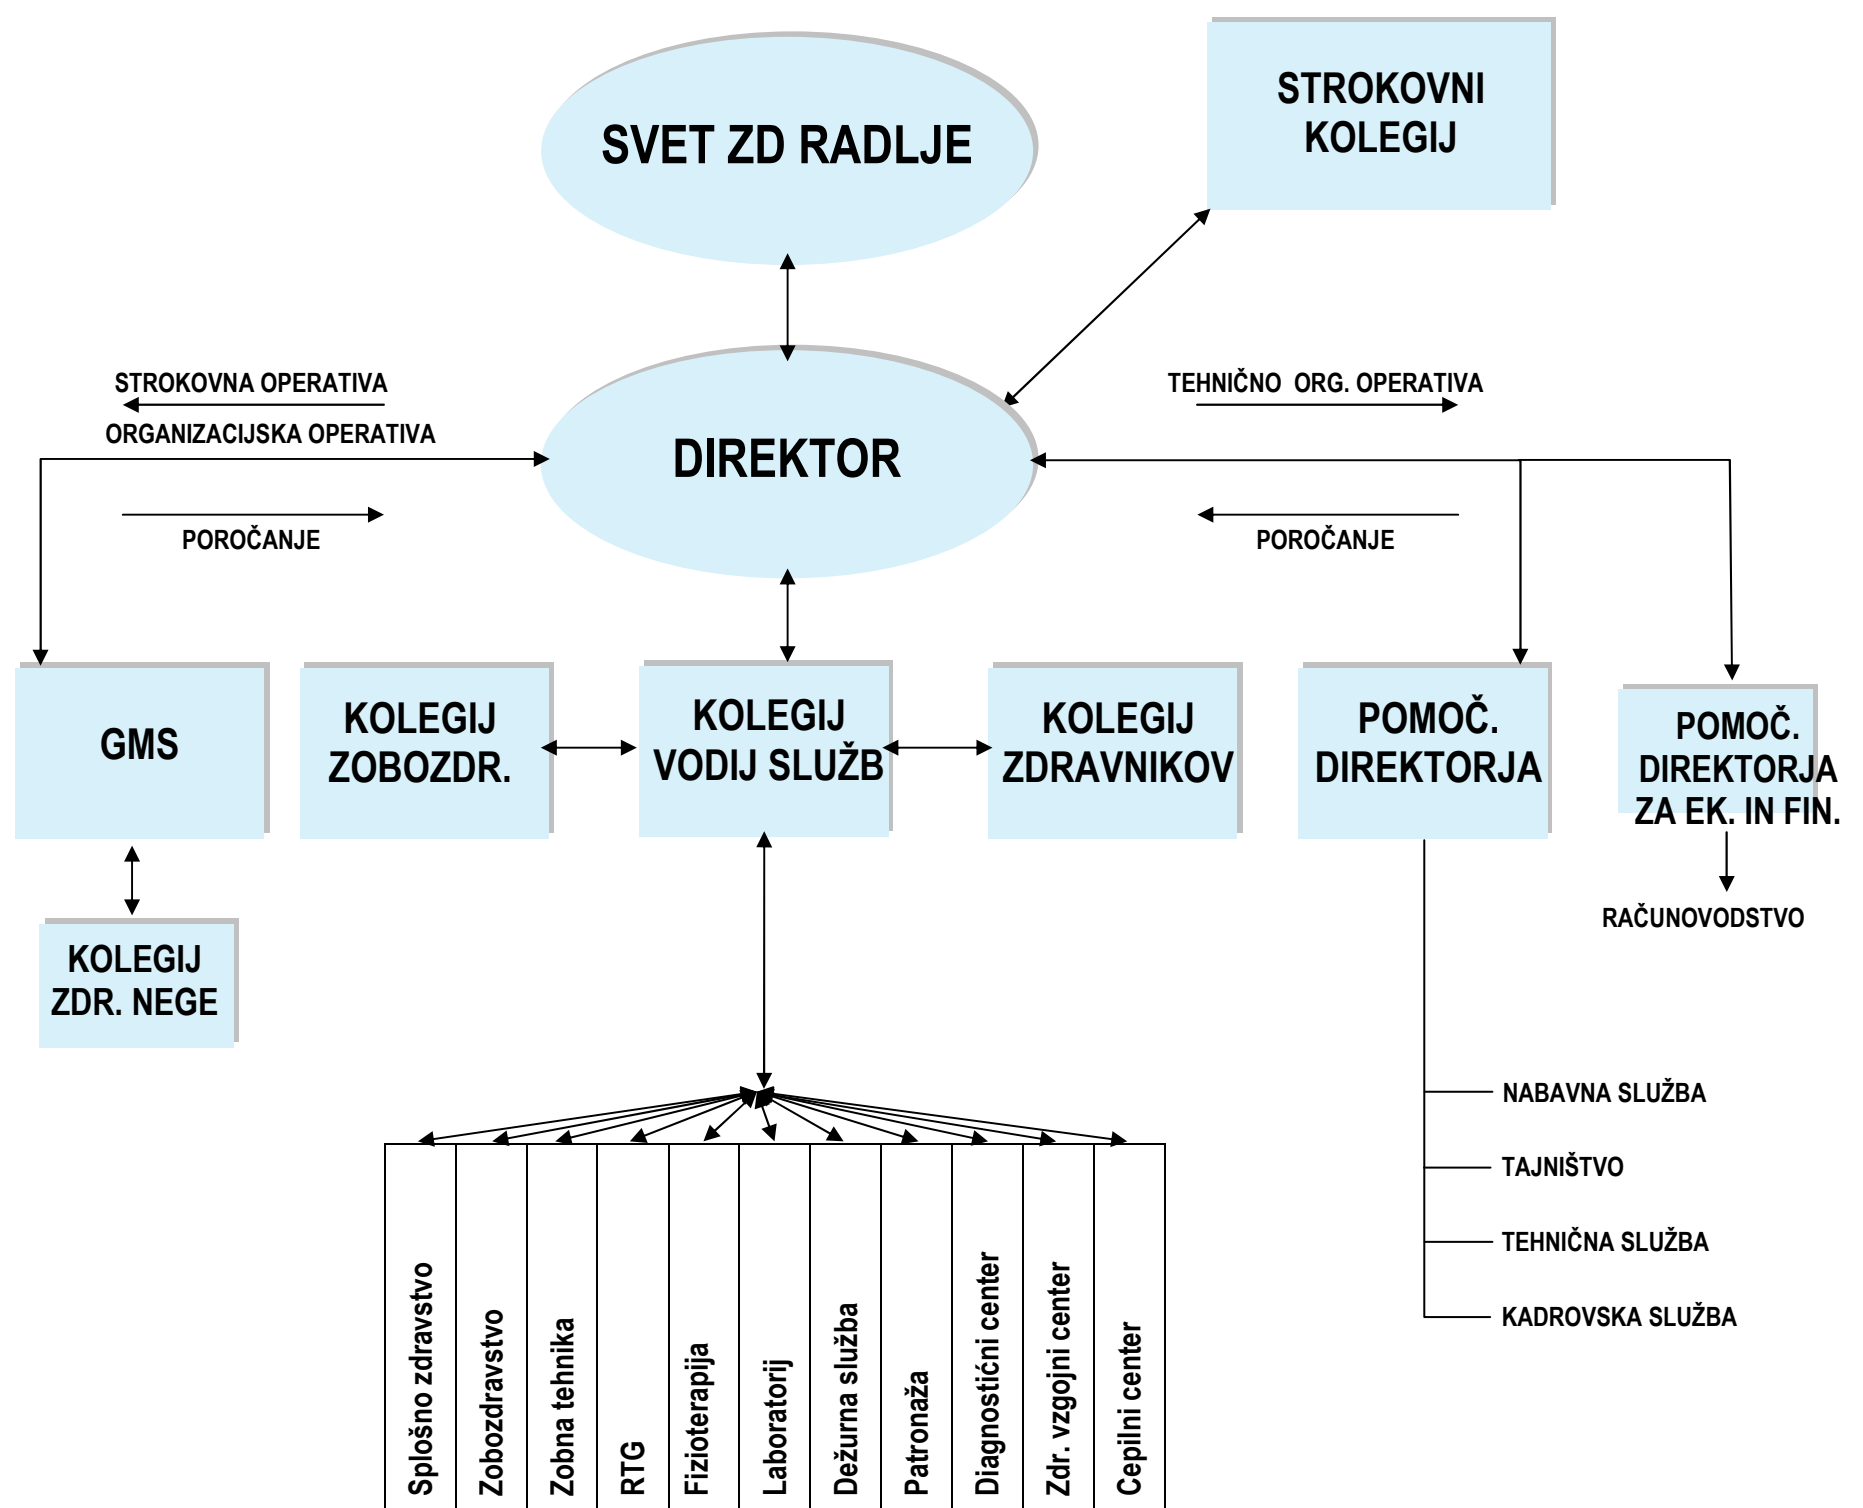 SVET ZD RADLJE
STROKOVNI
KOLEGIJ
STROKOVNA OPERATIVA
ORGANIZACIJSKA OPERATIVA
POROČANJE
DIREKTOR
TEHNIČNO  ORG. OPERATIVA
POROČANJE
GMS
KOLEGIJ
ZOBOZDR.
KOLEGIJ
VODIJ SLUŽB
KOLEGIJ
ZDRAVNIKOV
POMOČ.
DIREKTORJA
POMOČ.
DIREKTORJA
ZA EK. IN FIN.
KOLEGIJ
ZDR. NEGE
RAČUNOVODSTVO
NABAVNA SLUŽBA
TAJNIŠTVO
TEHNIČNA SLUŽBA
KADROVSKA SLUŽBA
Splošno zdravstvo
Zobozdravstvo
Zobna tehnika
RTG
Fizioterapija
Laboratorij
Dežurna služba
Patronaža
Diagnostićni center
Zdr. vzgojni center
Cepilni center